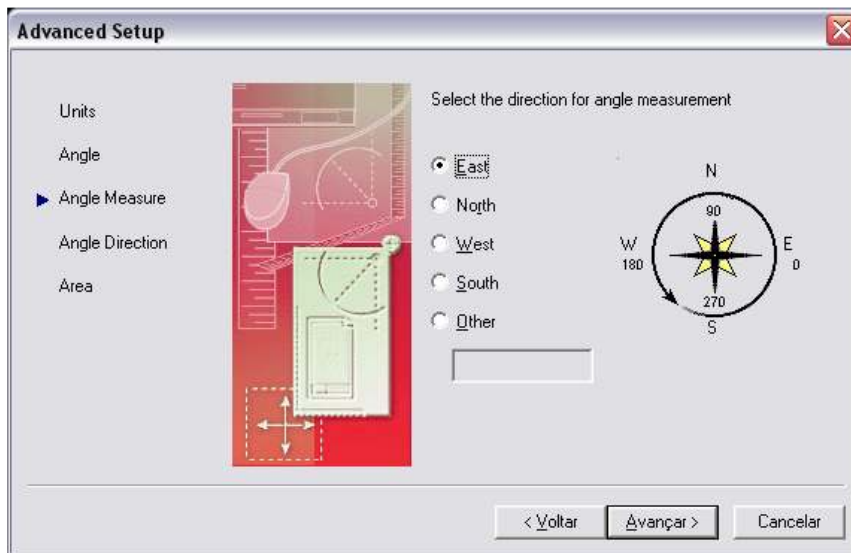 Advanced Setup
Units
Angle
Angle Measure
Angle Direction
Area
Select the direction for angle measurement
East
North
West
South
Other
N
90
W
180
E
0
270
S
< Voltar
Avançar >
Cancelar